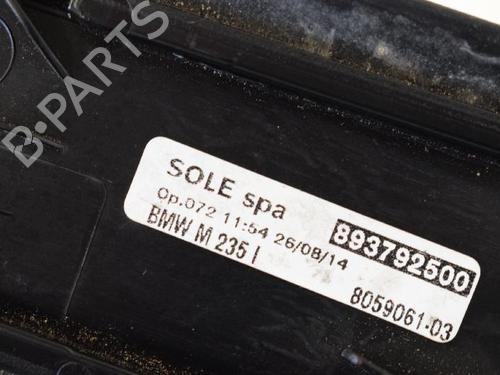 B-PARTS
SOLE spa
Op.072 11:54 26/08/14
893792500
BMW M 235 I
8059061-03